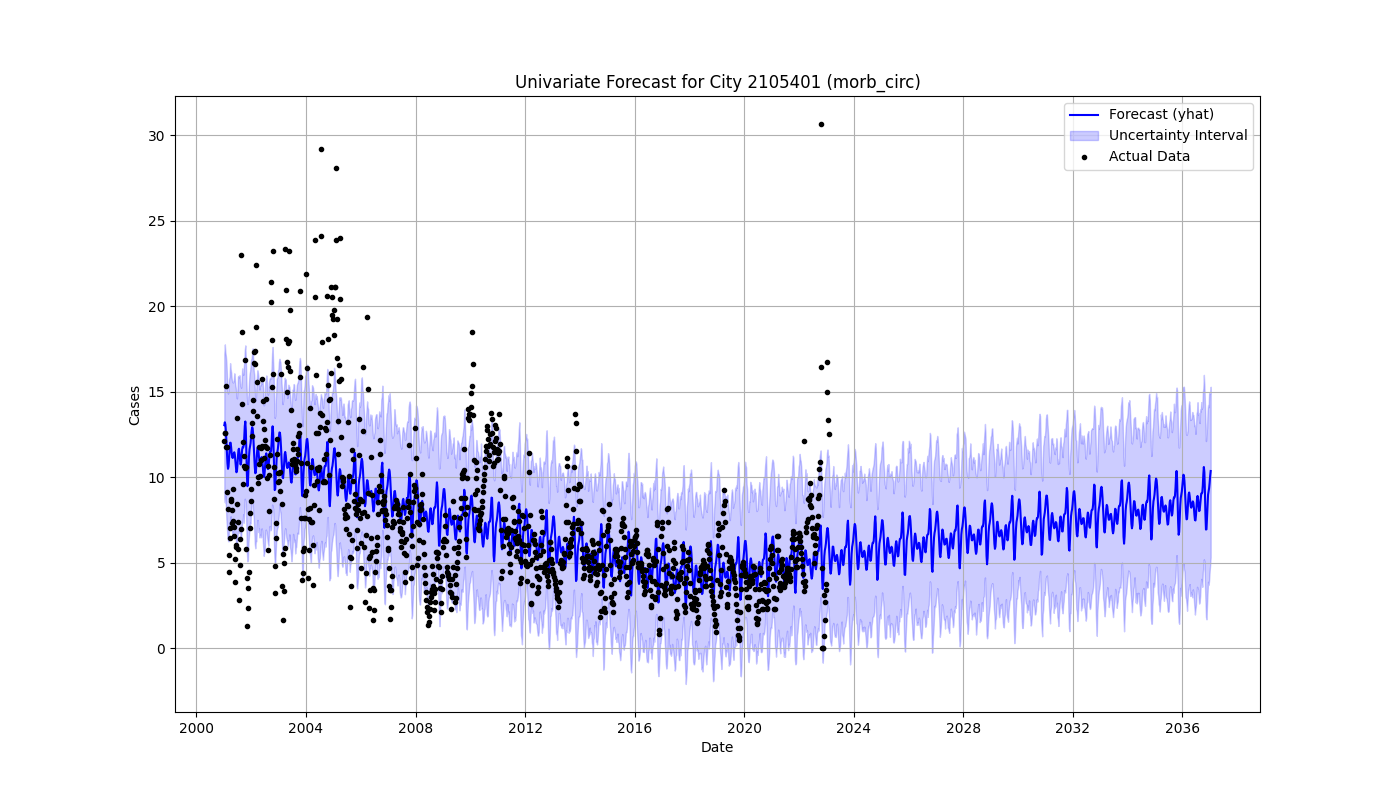 Univariate Forecast for City 2105401 (morb_circ)
Forecast (yhat)
Uncertainty Interval
Actual Data
30
25
20
15
10
5
0
Cases
2000 2004 2008 2012 2016 2020 2024 2028 2032 2036
Date